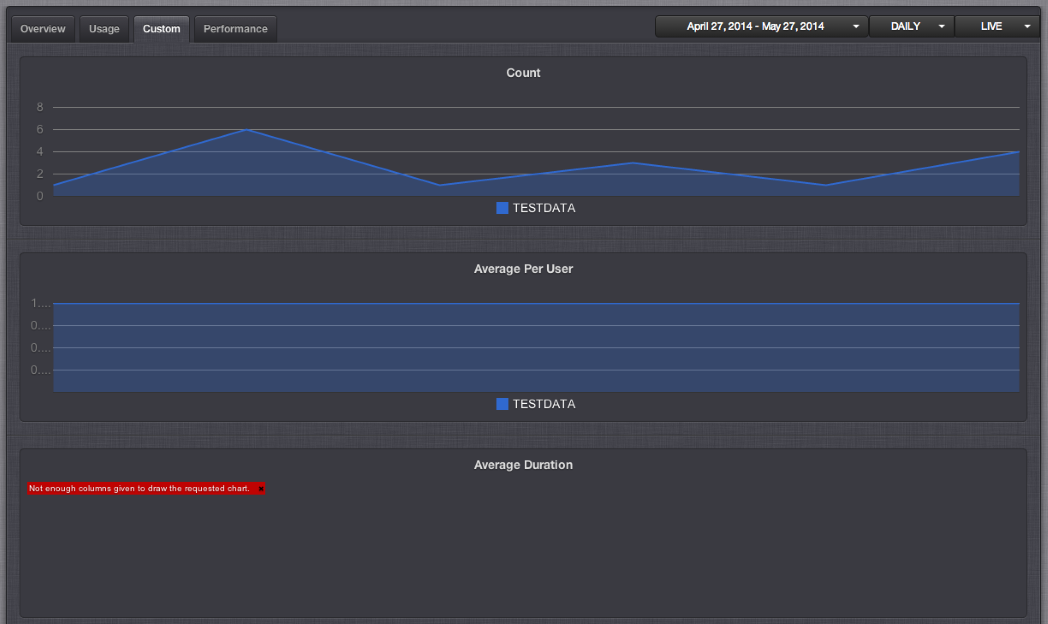 Overview Usage Custom Performance April 27, 2014 - May 27, 2014 DAILY LIVE
Count
8
6
4
2
0
TESTDATA
Average Per User
1....
0....
0....
0....
TESTDATA
Average Duration
Not enough columns given to draw the requested chart. ×